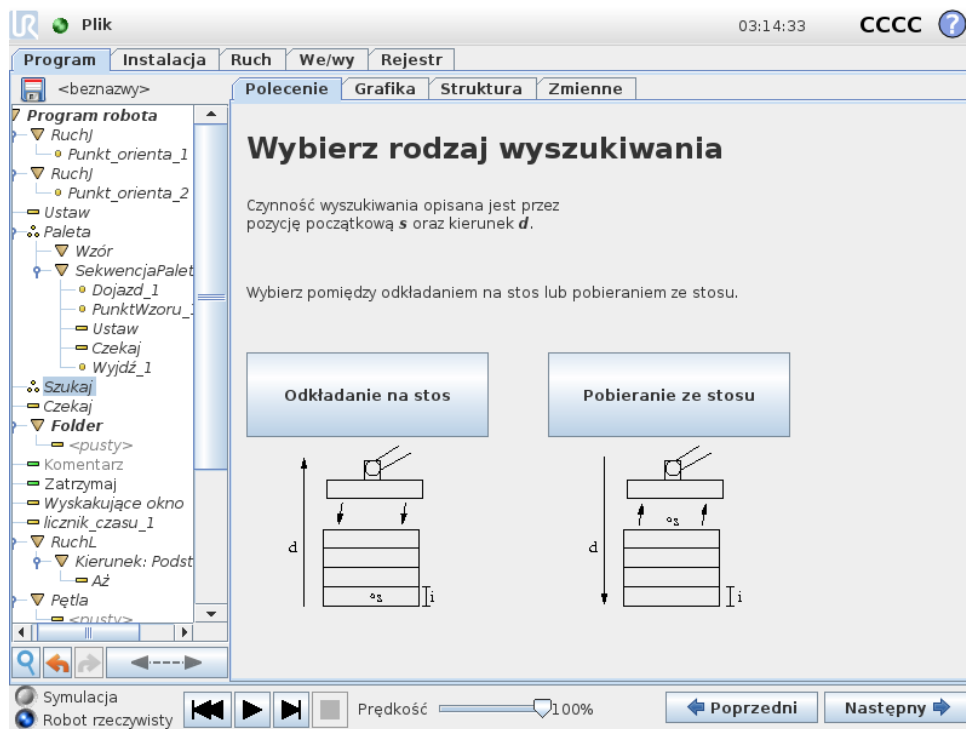 UR Plik 03:14:33 CCCC ?
Program Instalacja Ruch We/wy Rejestr
<beznazwy>
Polecenie Grafika Struktura Zmienne
Program robota
RuchJ
Punkt_orienta_1
RuchJ
Punkt_orienta_2
Ustaw
Paleta
Wzór
SekwencjaPalet
Dojazd_1
PunktWzoru_
Ustaw
Czekaj
Wyjdź_1
Szukaj
Czekaj
Folder
<pusty>
Komentarz
Zatrzymaj
Wyskakujące okno
licznik_czasu_1
RuchL
Kierunek: Podst
Aż
Pętla
<pusty>
Wybierz rodzaj wyszukiwania
Czynność wyszukiwania opisana jest przez
pozycję początkową s oraz kierunek d.
Wybierz pomiędzy odkładaniem na stos lub pobieraniem ze stosu.
Odkładanie na stos
d
s
i
Pobieranie ze stosu
d
s
i
Symulacja
Robot rzeczywisty
Prędkość 100%
Poprzedni Następny